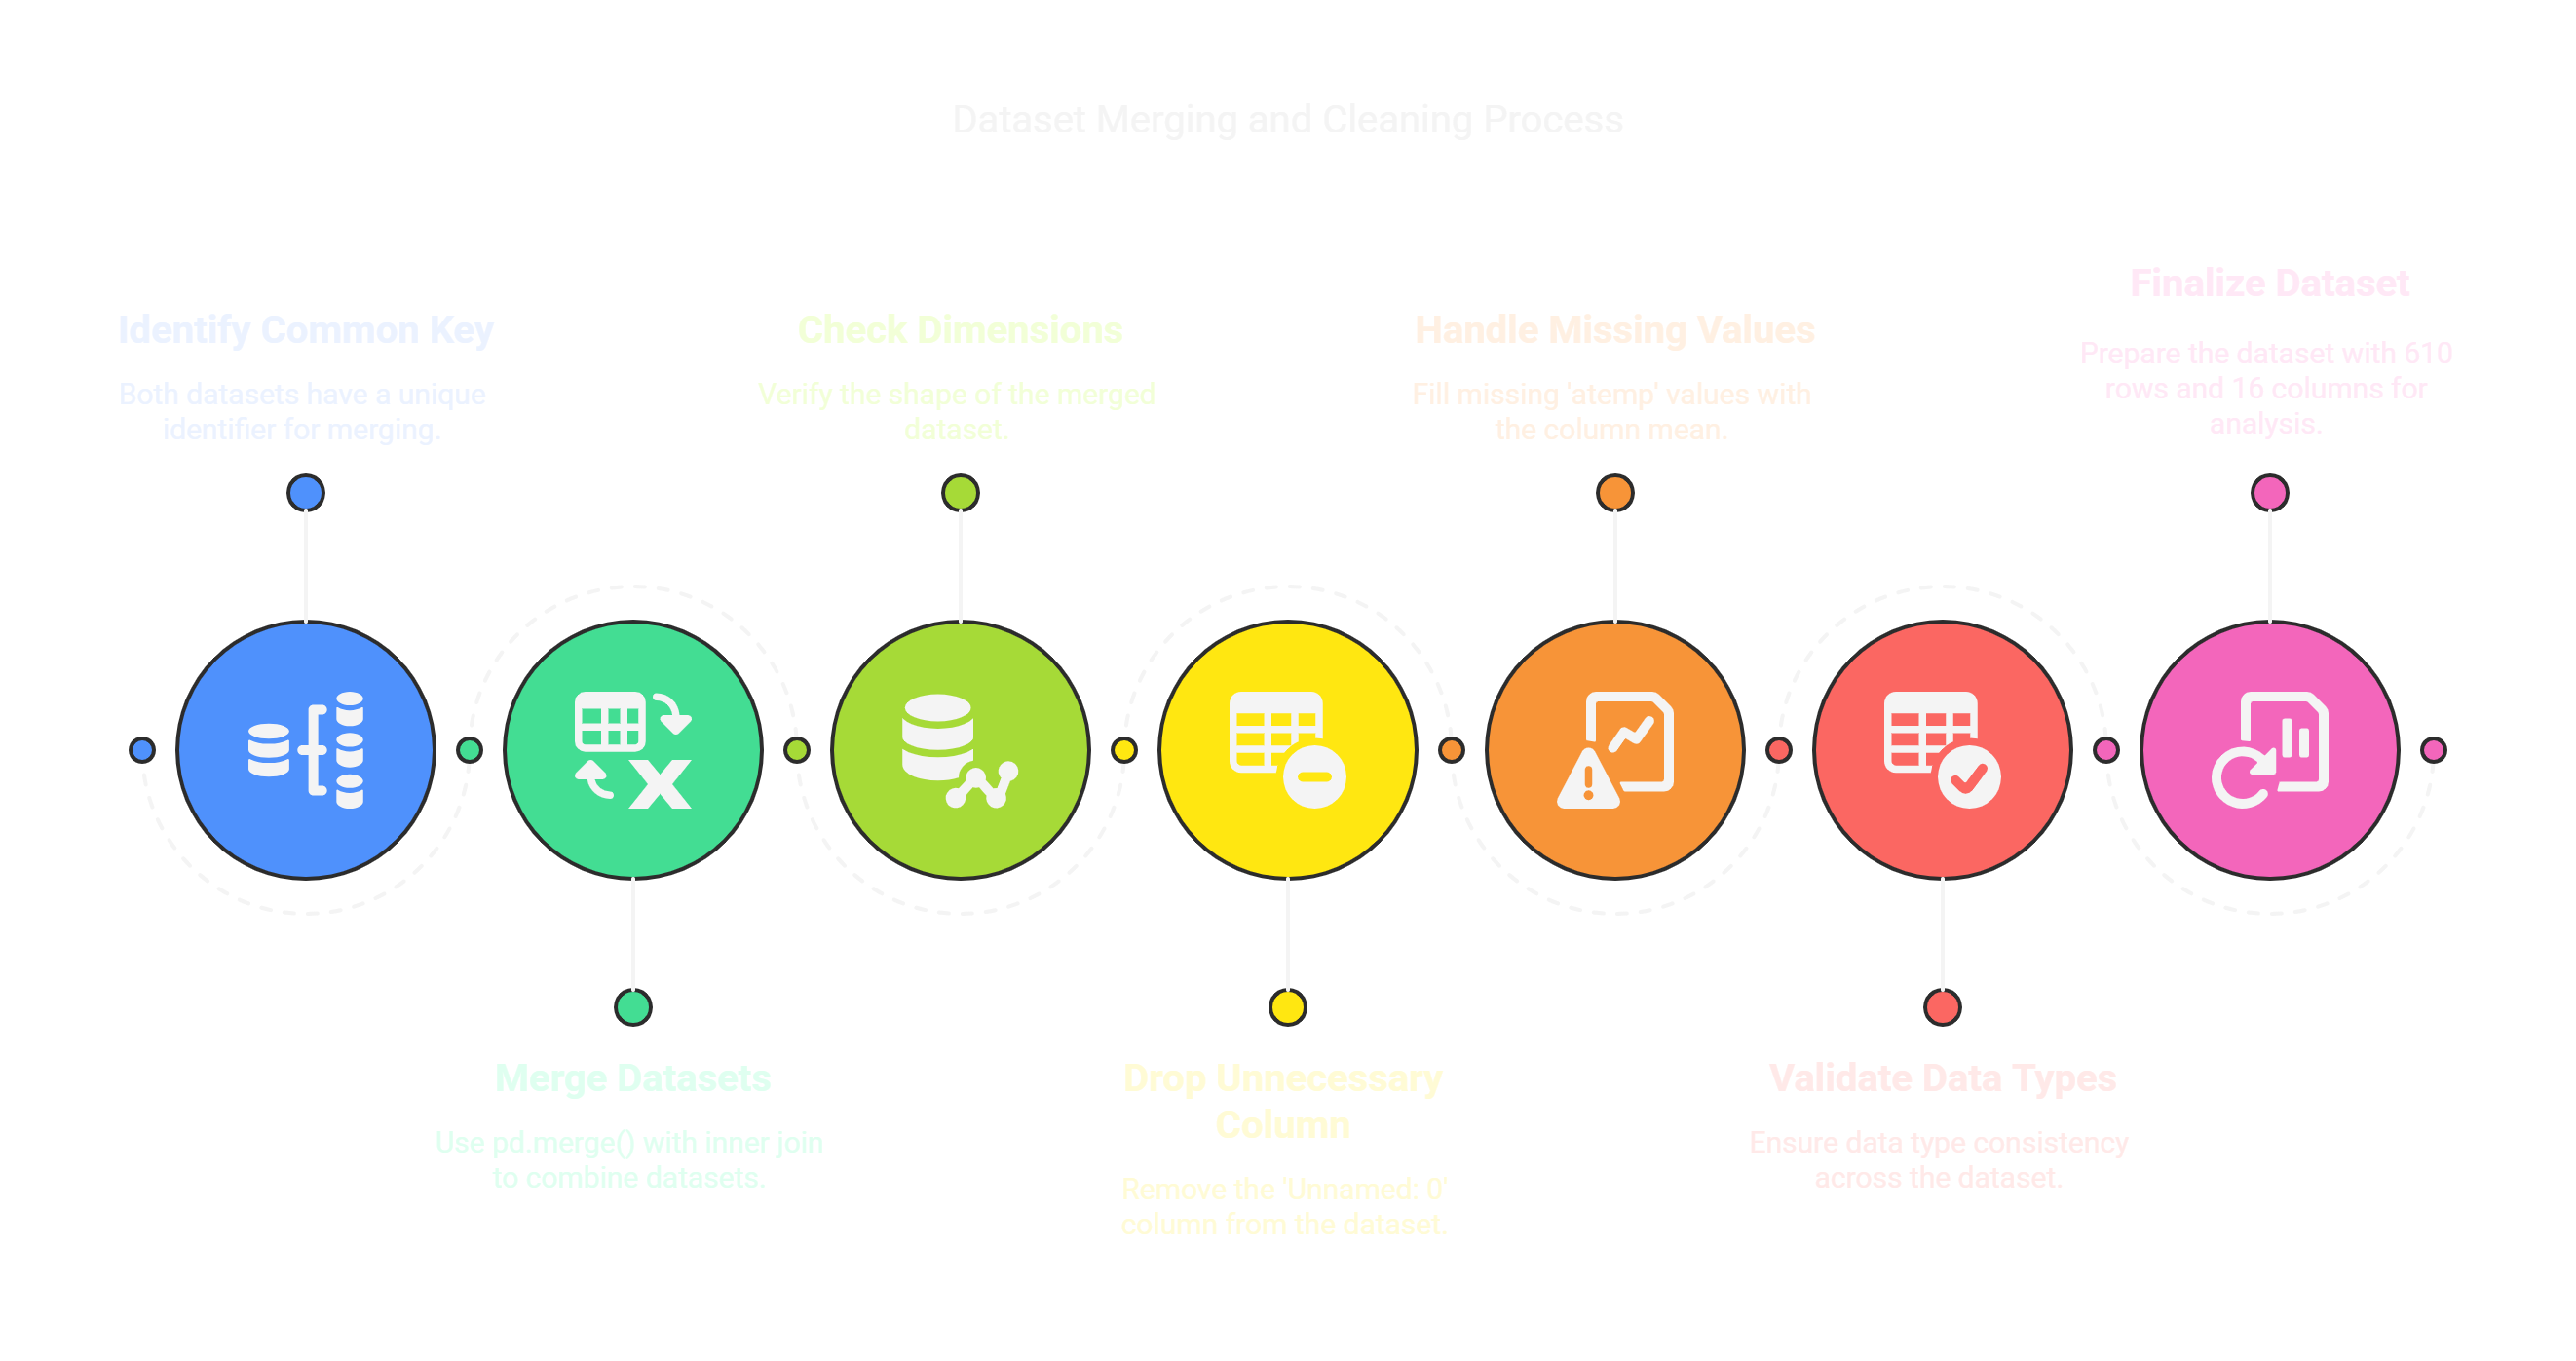 Dataset Merging and Cleaning Process
Identify Common Key
Both datasets have a unique
identifier for merging.
Merge Datasets
Use pd.merge() with inner join
to combine datasets.
Check Dimensions
Verify the shape of the merged
dataset.
Drop Unnecessary
Column
Remove the 'Unnamed: 0'
column from the dataset.
Handle Missing Values
Fill missing 'atemp' values with
the column mean.
Validate Data Types
Ensure data type consistency
across the dataset.
Finalize Dataset
Prepare the dataset with 610
rows and 16 columns for
analysis.